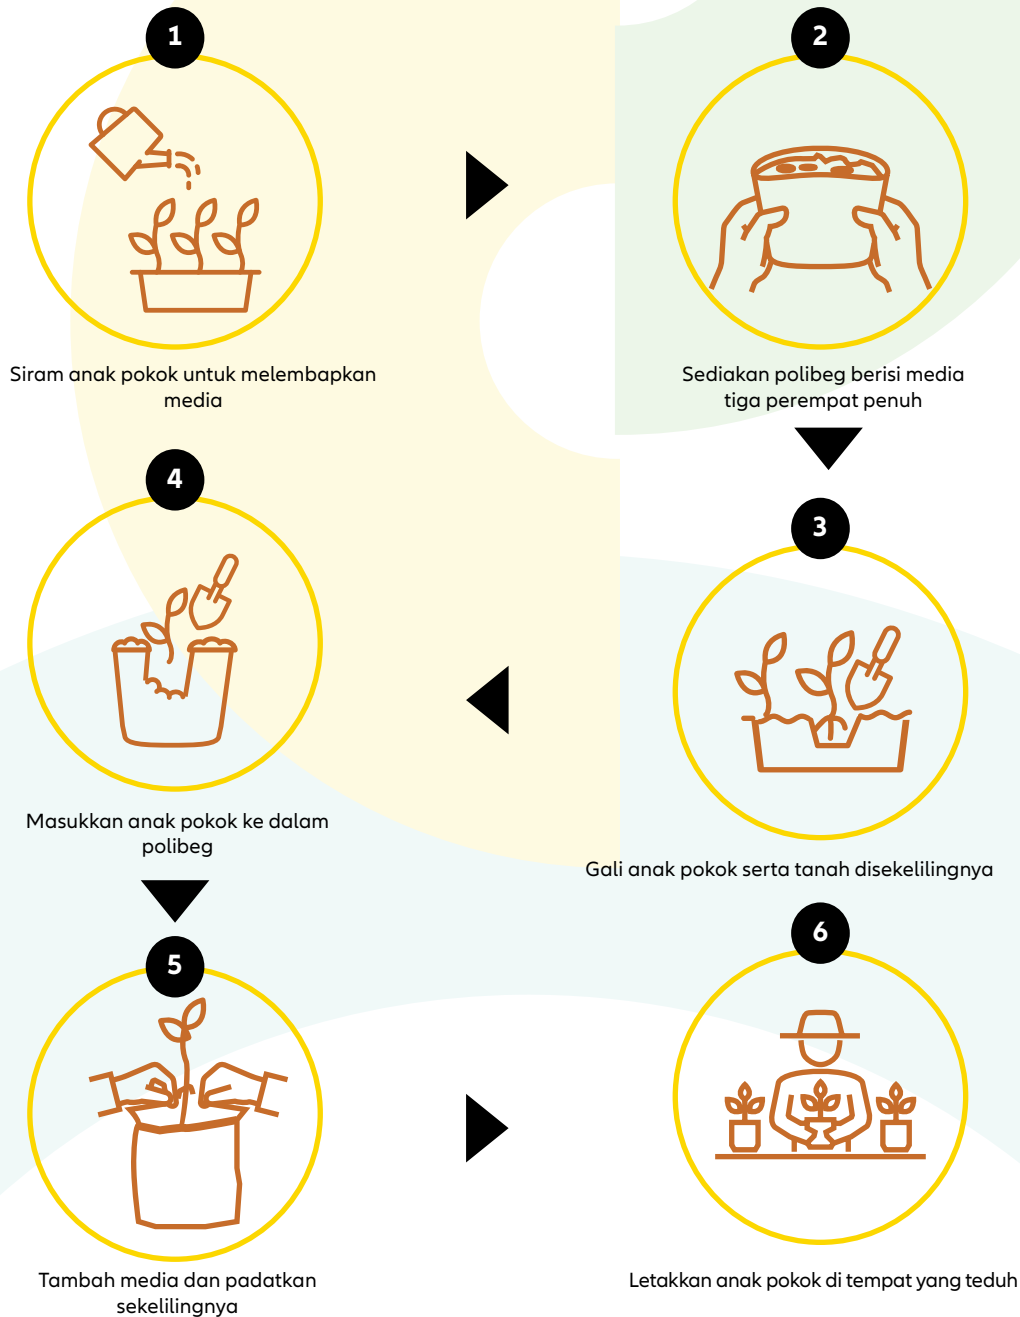 1
Siram anak pokok untuk melembapkan
media
2
Sediakan polibeg berisi media
tiga perempat penuh
3
Gali anak pokok serta tanah disekelilingnya
4
Masukkan anak pokok ke dalam
polibeg
5
Tambah media dan padatkan
sekelilingnya
6
Letakkan anak pokok di tempat yang teduh